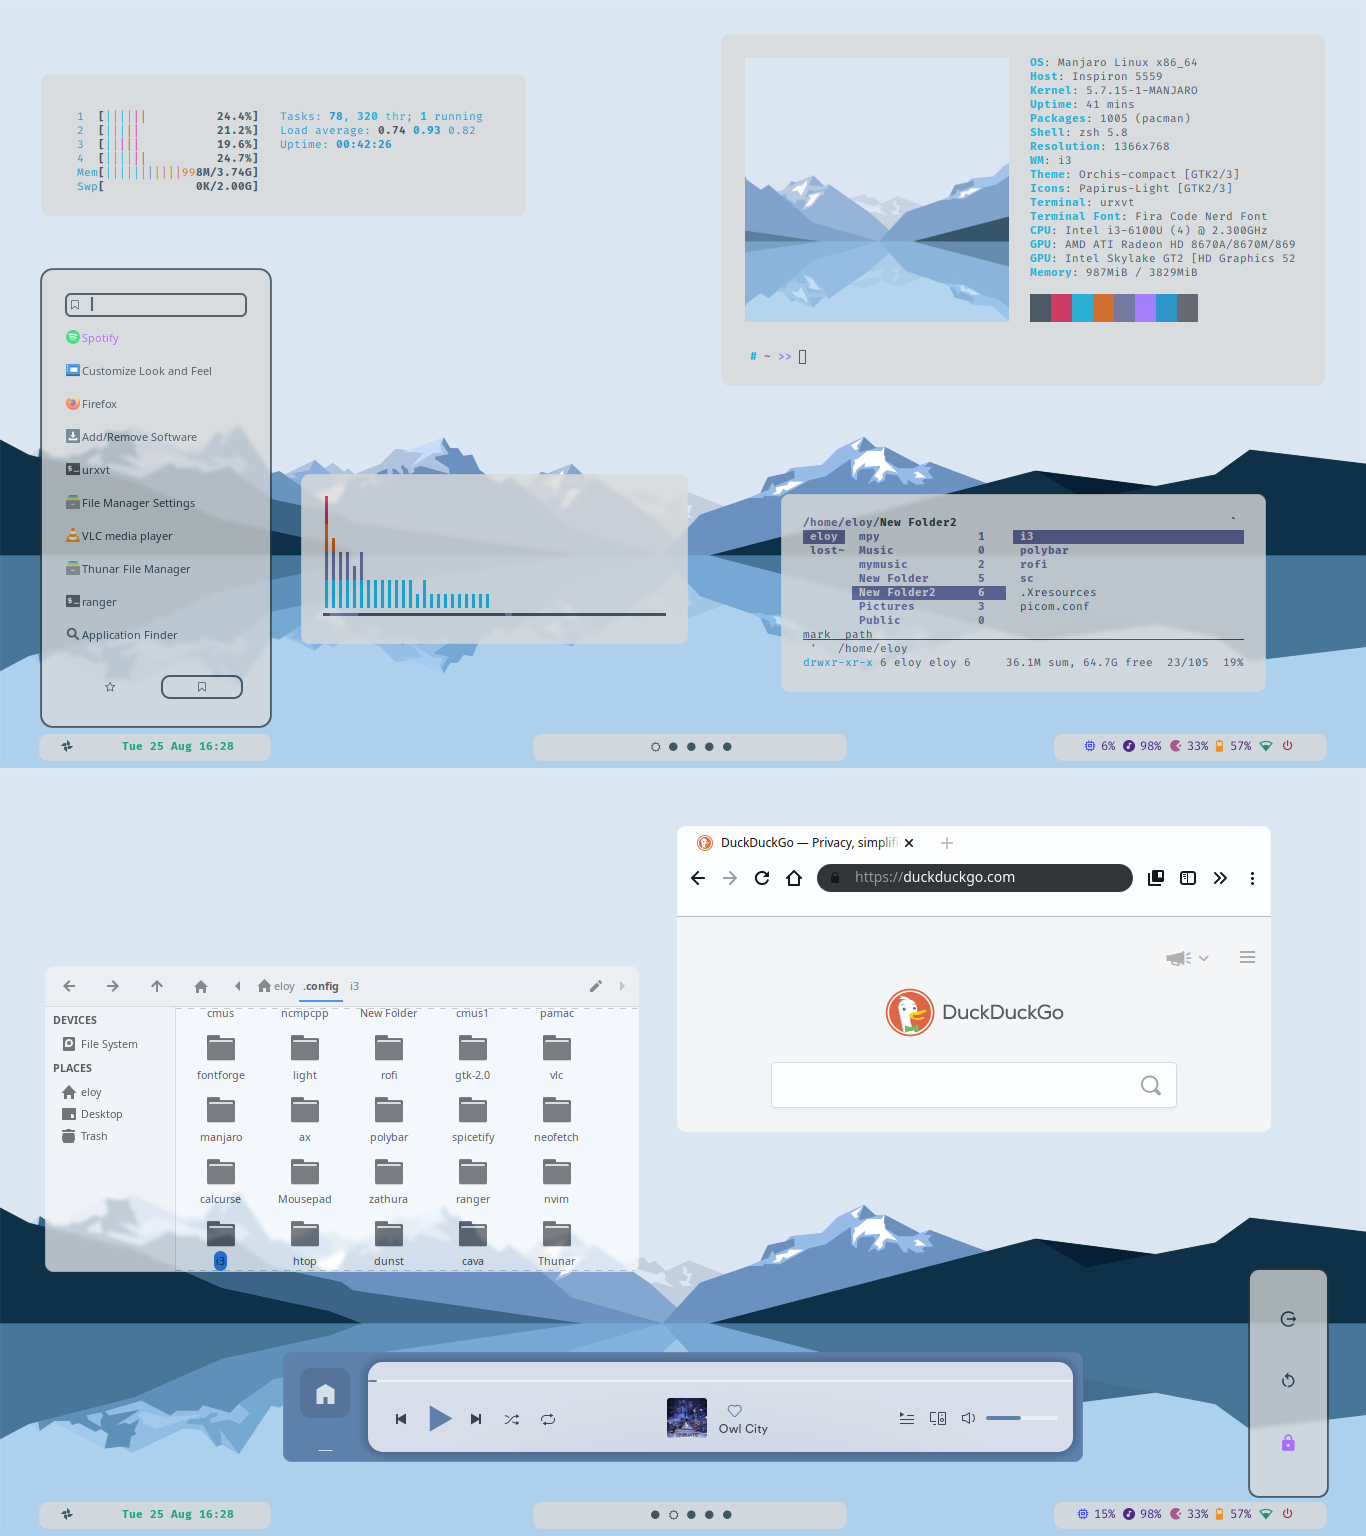 1 [|||||| 24.4%] Tasks: 78, 320 thr; 1 running
2 [||||| 21.2%] Load average: 0.74 0.93 0.82
3 [||||| 19.6%] Uptime: 00:42:26
4 [|||||| 24.7%]
Mem[|||||||||||998M/3.74G]
Swp[ 0K/2.00G]
OS: Manjaro Linux x86_64
Host: Inspiron 5559
Kernel: 5.7.15-1-MANJARO
Uptime: 41 mins
Packages: 1005 (pacman)
Shell: zsh 5.8
Resolution: 1366x768
WM: i3
Theme: Orchis-compact [GTK2/3]
Icons: Papirus-Light [GTK2/3]
Terminal: urxvt
Terminal Font: Fira Code Nerd Font
CPU: Intel i3-6100U (4) @ 2.300GHz
GPU: AMD ATI Radeon HD 8670A/8670M/869
GPU: Intel Skylake GT2 [HD Graphics 52
Memory: 987MiB / 3829MiB
# ~ >>
Spotify
Customize Look and Feel
Firefox
Add/Remove Software
urxvt
File Manager Settings
VLC media player
Thunar File Manager
ranger
Application Finder
/home/eloy/New Folder2 `
eloy mpy 1 i3
lost~ Music 0 polybar
mymusic 2 rofi
New Folder 5 sc
New Folder2 6 .Xresources
Pictures 3 picom.conf
Public 0
mark path
' /home/eloy
drwxr-xr-x 6 eloy eloy 6 36.1M sum, 64.7G free 23/105 19%
Tue 25 Aug 16:28
6% 98% 33% 57%
DuckDuckGo — Privacy, simplifi
https://duckduckgo.com
DuckDuckGo
eloy .config i3
DEVICES
File System
PLACES
eloy
Desktop
Trash
cmus ncmpcpp New Folder cmus1 pamac
fontforge light rofi gtk-2.0 vlc
manjaro ax polybar spicetify neofetch
calcurse Mousepad zathura ranger nvim
i3 htop dunst cava Thunar
Owl City
Tue 25 Aug 16:28
15% 98% 33% 57%